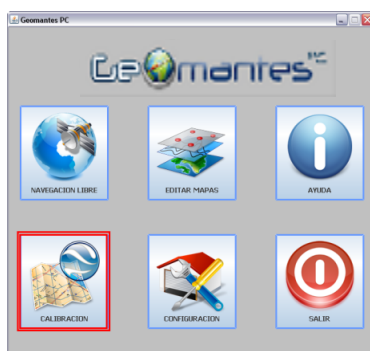 Geomantes PC
GeOmantes PC
NAVEGACION LIBRE
EDITAR MAPAS
AYUDA
CALIBRACION
CONFIGURACION
SALIR